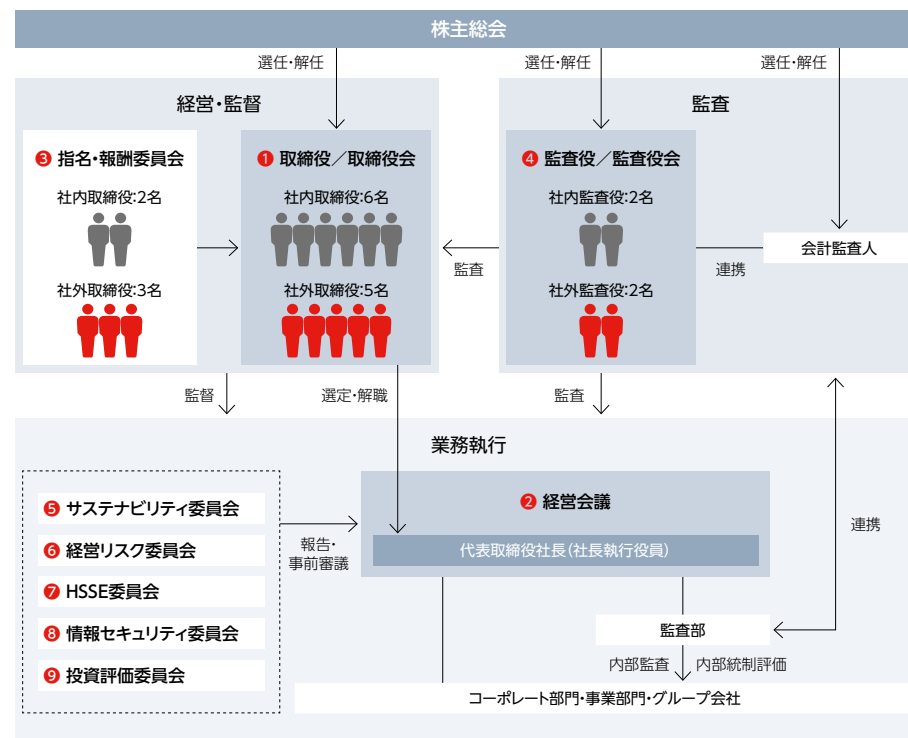 株主総会
選任・解任
選任・解任
選任・解任
経営・監督
監査
❸ 指名・報酬委員会
社内取締役:2名
社外取締役:3名
❶ 取締役／取締役会
社内取締役:6名
社外取締役:5名
❹ 監査役／監査役会
社内監査役:2名
社外監査役:2名
監査
連携
会計監査人
監督
選定・解職
監査
業務執行
❺ サステナビリティ委員会
❻ 経営リスク委員会
❼ HSSE委員会
❽ 情報セキュリティ委員会
❾ 投資評価委員会
報告・
事前審議
❷ 経営会議
代表取締役社長（社長執行役員）
連携
監査部
内部監査
内部統制評価
コーポレート部門・事業部門・グループ会社